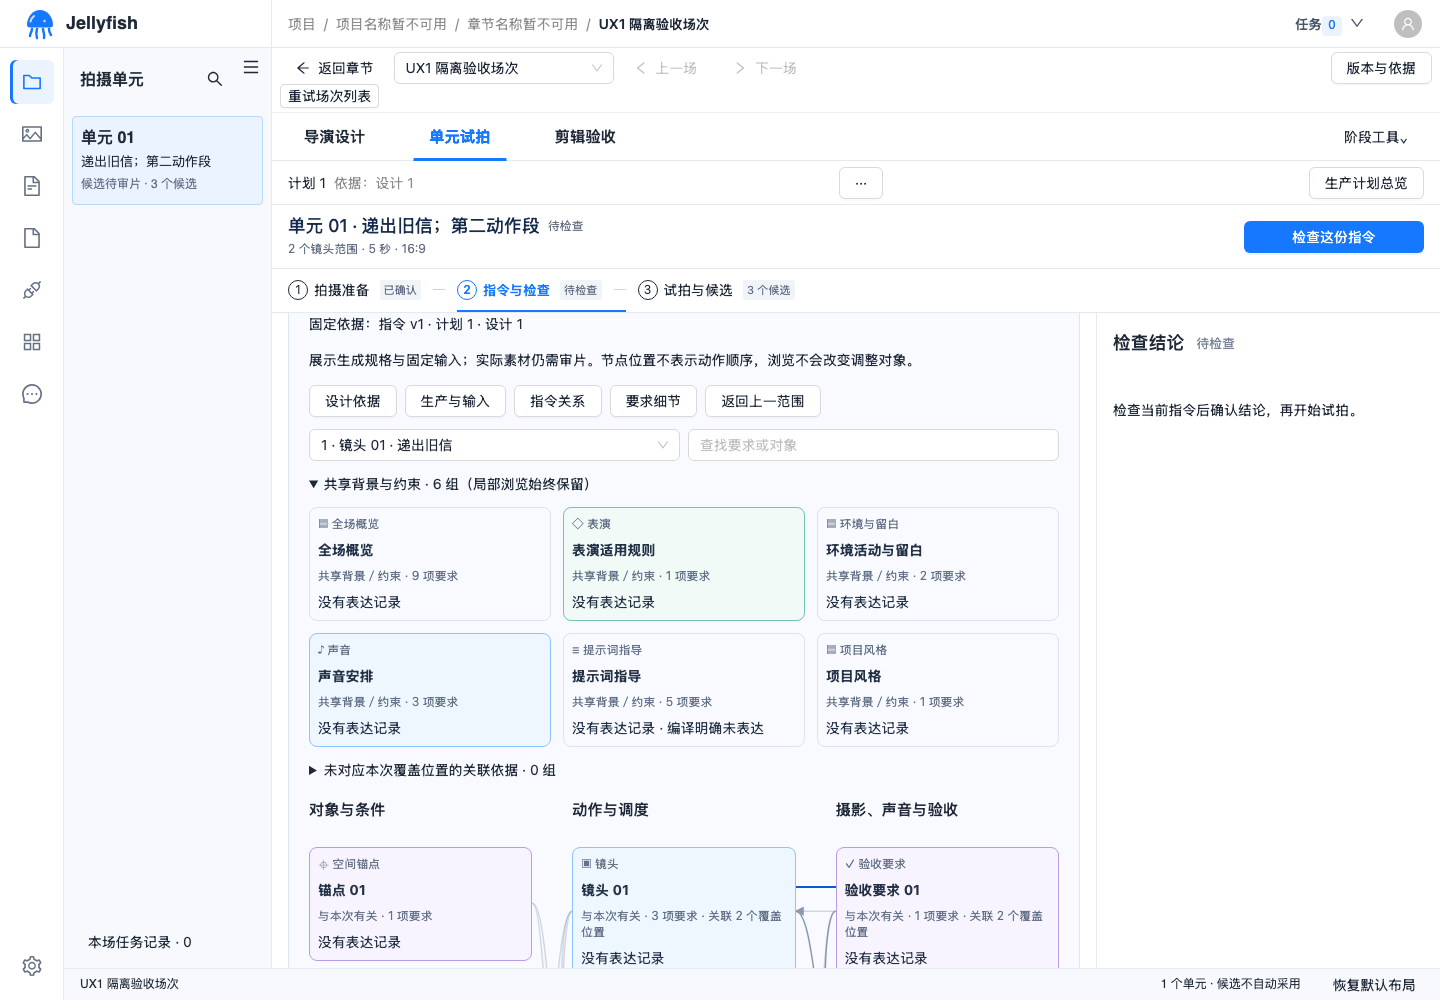 Jellyfish
项目 / 项目名称暂不可用 / 章节名称暂不可用 / UX1 隔离验收场次
任务 0
拍摄单元
单元 01
递出旧信；第二动作段
候选待审片 · 3 个候选
本场任务记录 · 0
返回章节
UX1 隔离验收场次
上一场
下一场
版本与依据
重试场次列表
导演设计
单元试拍
剪辑验收
阶段工具
计划 1 依据：设计 1
...
生产计划总览
单元 01 · 递出旧信；第二动作段 待检查
2 个镜头范围 · 5 秒 · 16:9
检查这份指令
1 拍摄准备 已确认
2 指令与检查 待检查
3 试拍与候选 3 个候选
固定依据：指令 v1 · 计划 1 · 设计 1
展示生成规格与固定输入；实际素材仍需审片。节点位置不表示动作顺序，浏览不会改变调整对象。
设计依据
生产与输入
指令关系
要求细节
返回上一范围
1 · 镜头 01 · 递出旧信
查找要求或对象
▼ 共享背景与约束 · 6 组（局部浏览始终保留）
全场概览
全场概览
共享背景 / 约束 · 9 项要求
没有表达记录
表演
表演适用规则
共享背景 / 约束 · 1 项要求
没有表达记录
环境与留白
环境活动与留白
共享背景 / 约束 · 2 项要求
没有表达记录
♪ 声音
声音安排
共享背景 / 约束 · 3 项要求
没有表达记录
≡ 提示词指导
提示词指导
共享背景 / 约束 · 5 项要求
没有表达记录 · 编译明确未表达
项目风格
项目风格
共享背景 / 约束 · 1 项要求
没有表达记录
▶ 未对应本次覆盖位置的关联依据 · 0 组
对象与条件
动作与调度
摄影、声音与验收
空间锚点
锚点 01
与本次有关 · 1 项要求
没有表达记录
镜头
镜头 01
与本次有关 · 3 项要求 · 关联 2 个覆盖
位置
没有表达记录
✓ 验收要求
验收要求 01
与本次有关 · 1 项要求 · 关联 2 个覆盖
位置
没有表达记录
检查结论 待检查
检查当前指令后确认结论，再开始试拍。
UX1 隔离验收场次
1 个单元 · 候选不自动采用
恢复默认布局